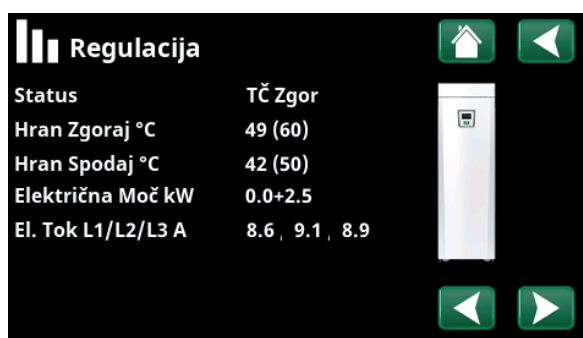 Regulacija
Status TČ Zgor
Hran Zgoraj °C 49 (60)
Hran Spodaj °C 42 (50)
Električna Moč kW 0.0+2.5
El. Tok L1/L2/L3 A 8.6 , 9.1 , 8.9